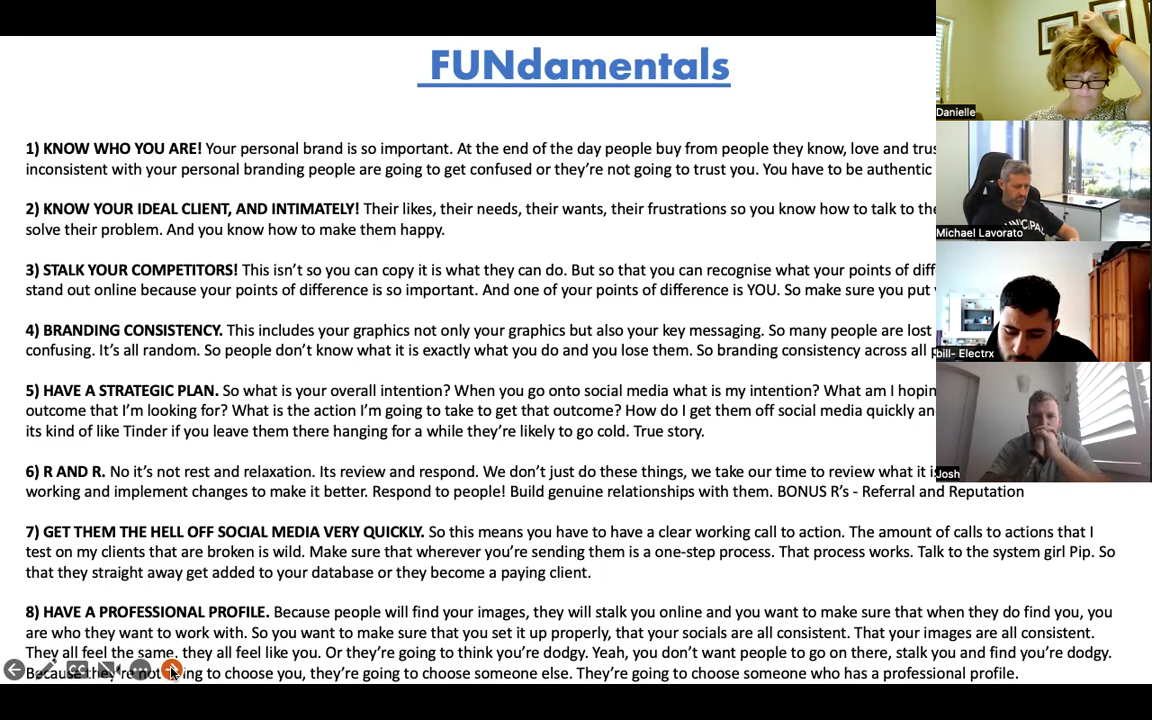 FUNdamentals
1) KNOW WHO YOU ARE! Your personal brand is so important. At the end of the day people buy from people they know, love and trus
inconsistent with your personal branding people are going to get confused or they're not going to trust you. You have to be authentic
2) KNOW YOUR IDEAL CLIENT, AND INTIMATELY! Their likes, their needs, their wants, their frustrations so you know how to talk to the
solve their problem. And you know how to make them happy.
3) STALK YOUR COMPETITORS! This isn't so you can copy it is what they can do. But so that you can recognise what your points of diff
stand out online because your points of difference is so important. And one of your points of difference is YOU. So make sure you put
4) BRANDING CONSISTENCY. This includes your graphics not only your graphics but also your key messaging. So many people are lost
confusing. It's all random. So people don't know what it is exactly what you do and you lose them. So branding consistency across all
5) HAVE A STRATEGIC PLAN. So what is your overall intention? When you go onto social media what is my intention? What am I hopin
outcome that I'm looking for? What is the action I'm going to take to get that outcome? How do I get them off social media quickly an
its kind of like Tinder if you leave them there hanging for a while they're likely to go cold. True story.
6) R AND R. No it's not rest and relaxation. Its review and respond. We don't just do these things, we take our time to review what it is
working and implement changes to make it better. Respond to people! Build genuine relationships with them. BONUS R's - Referral and Reputation
7) GET THEM THE HELL OFF SOCIAL MEDIA VERY QUICKLY. So this means you have to have a clear working call to action. The amount of calls to actions that I
test on my clients that are broken is wild. Make sure that wherever you're sending them is a one-step process. That process works. Talk to the system girl Pip. So
that they straight away get added to your database or they become a paying client.
8) HAVE A PROFESSIONAL PROFILE. Because people will find your images, they will stalk you online and you want to make sure that when they do find you, you
are who they want to work with. So you want to make sure that you set it up properly, that your socials are all consistent. That your images are all consistent.
They all feel the same, they all feel like you. Or they're going to think you're dodgy. Yeah, you don't want people to go on there, stalk you and find you're dodgy.
Because they're not going to choose you, they're going to choose someone else. They're going to choose someone who has a professional profile.
Danielle
Michael Lavorato
bill- Electrx
Josh